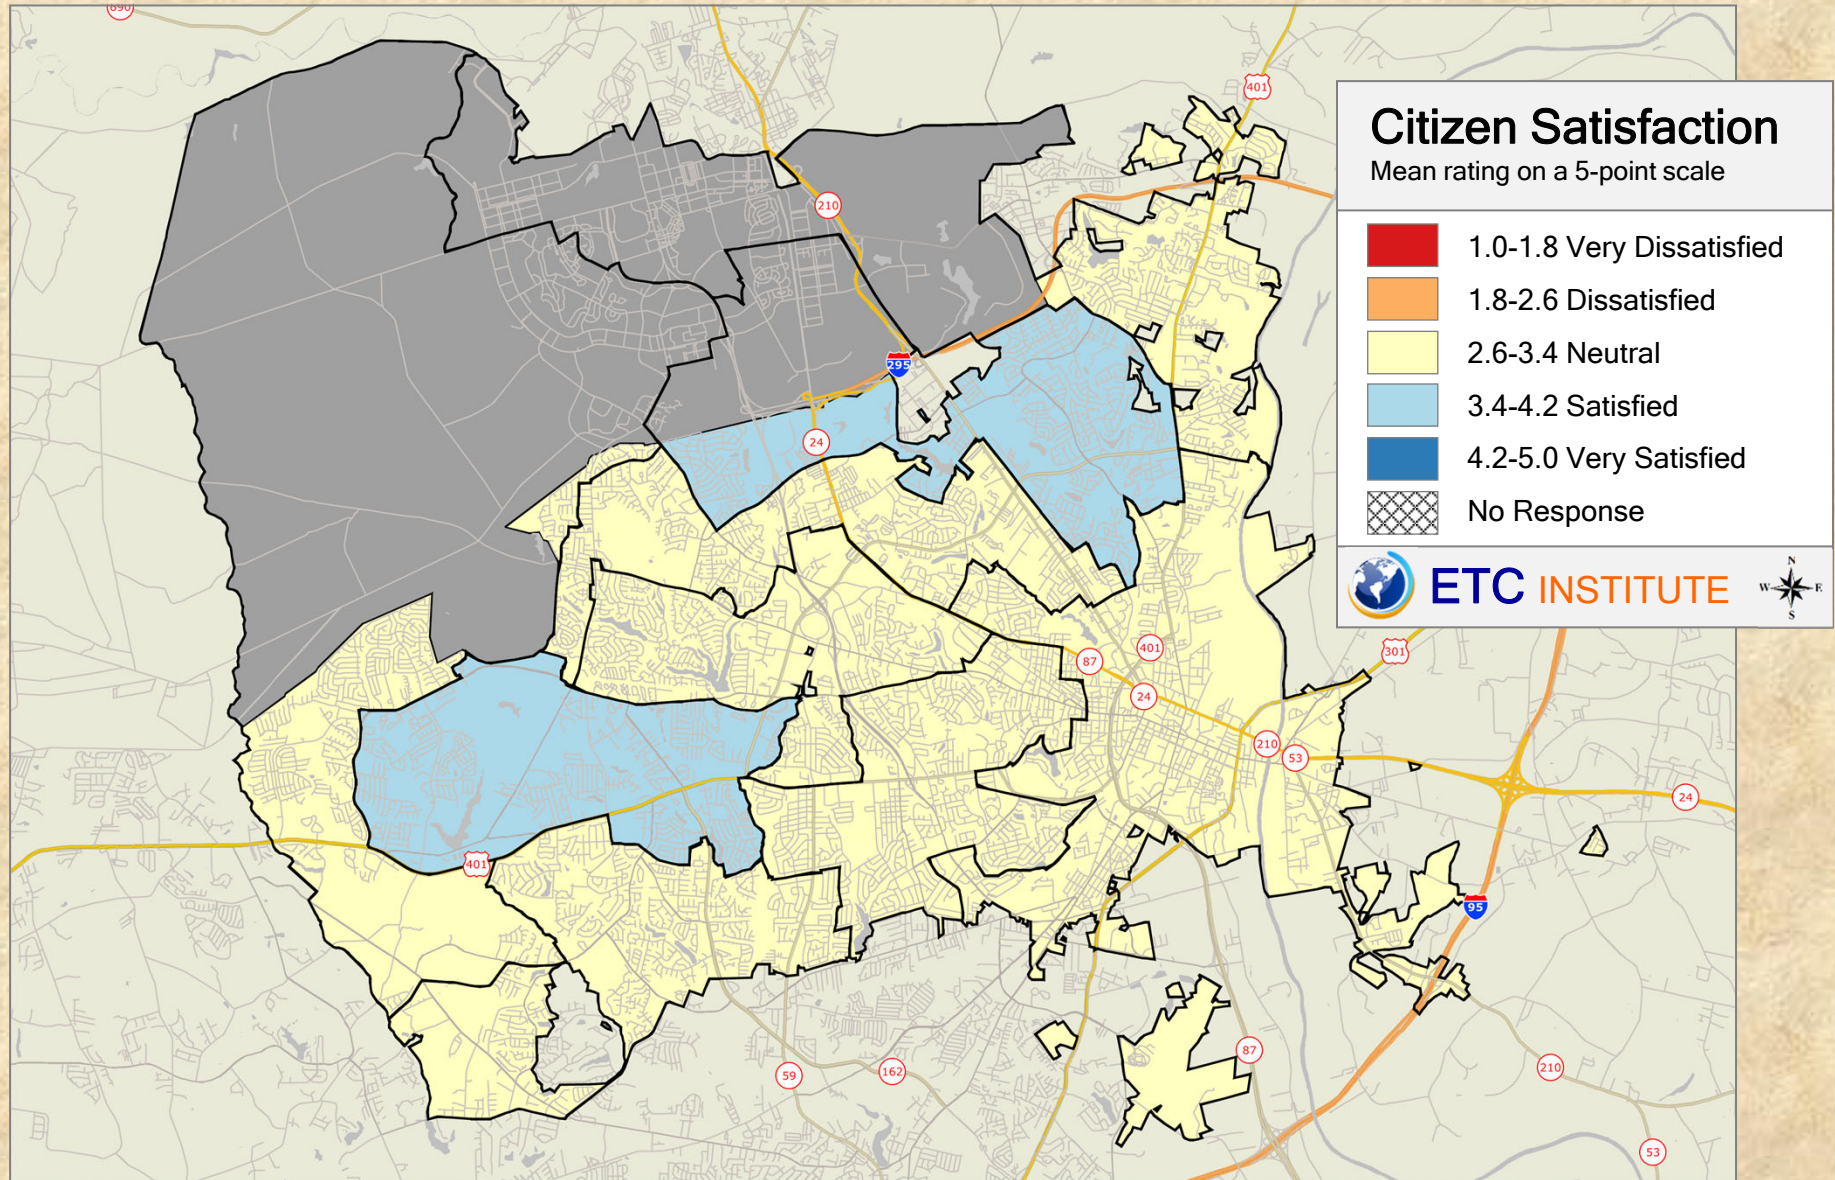 690
401
Citizen Satisfaction
Mean rating on a 5-point scale
210
1.0-1.8 Very Dissatisfied
1.8-2.6 Dissatisfied
2.6-3.4 Neutral
295
3.4-4.2 Satisfied
24
4.2-5.0 Very Satisfied
No Response
ETC INSTITUTE
N
W E
S
401
301
87
24
210
53
24
401
95
87
59
162
210
53